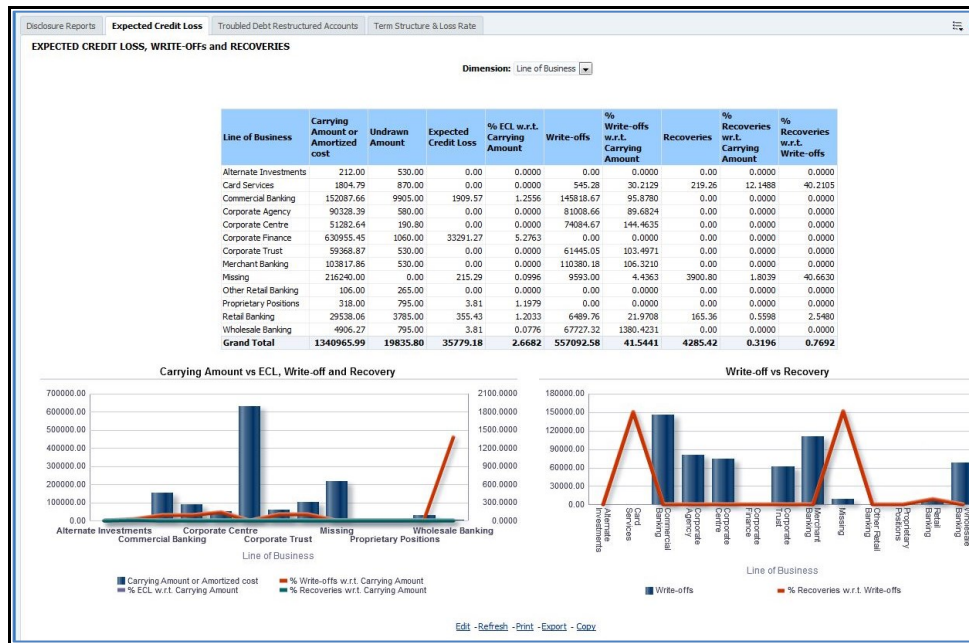 Disclosure Reports Expected Credit Loss Troubled Debt Restructured Accounts Term Structure & Loss Rate
EXPECTED CREDIT LOSS, WRITE-OFFs and RECOVERIES
Dimension: Line of Business
Line of Business Carrying Amount or Amortized cost Undrawn Amount Expected Credit Loss % ECL w.r.t. Carrying Amount Write-offs % Write-offs w.r.t. Carrying Amount Recoveries % Recoveries wr.t. Carrying Amount % Recoveries w.r.t. Write-offs
Alternate Investments 212.00 530.00 0.00 0.0000 0.00 0.0000 0.00 0.0000 0.0000
Card Services 1804.79 870.00 0.00 0.0000 545.28 30.2129 219.26 12.1488 40.2105
Commercial Banking 152087.66 9905.00 1909.57 1.2556 145818.67 95.8780 0.00 0.0000 0.0000
Corporate Agency 90328.39 580.00 0.00 0.0000 81008.66 89.6824 0.00 0.0000 0.0000
Corporate Centre 51282.64 190.80 0.00 0.0000 74084.67 144.4635 0.00 0.0000 0.0000
Corporate Finance 630955.45 1060.00 33291.27 5.2763 0.00 0.0000 0.00 0.0000 0.0000
Corporate Trust 59368.87 530.00 0.00 0.0000 61445.05 103.4971 0.00 0.0000 0.0000
Merchant Banking 103817.86 530.00 0.00 0.0000 110380.18 106.3210 0.00 0.0000 0.0000
Missing 216240.00 0.00 215.29 0.0996 9593.00 4.4363 3900.80 1.8039 40.6630
Other Retail Banking 106.00 265.00 0.00 0.0000 0.00 0.0000 0.00 0.0000 0.0000
Proprietary Positions 318.00 795.00 3.81 1.1979 0.00 0.0000 0.00 0.0000 0.0000
Retail Banking 29538.06 3785.00 355.43 1.2033 6489.76 21.9708 165.36 0.5598 2.5480
Wholesale Banking 4906.27 795.00 3.81 0.0776 67727.32 1380.4231 0.00 0.0000 0.0000
Grand Total 1340965.99 19835.80 35779.18 2.6682 557092.58 41.5441 4285.42 0.3196 0.7692
Carrying Amount vs ECL, Write-off and Recovery
700000.00 2100.0000
600000.00 1800.0000
500000.00 1500.0000
400000.00 1200.0000
300000.00 900.0000
200000.00 600.0000
100000.00 300.0000
0.00 0.0000
Alternate Investments Corporate Centre Missing Wholesale Banking
Commercial Banking Corporate Trust Proprietary Positions
Line of Business
Carrying Amount or Amortized cost % Write-offs w.r.t. Carrying Amount
% ECL w.r.t. Carrying Amount % Recoveries w.r.t. Carrying Amount
Write-off vs Recovery
180000.00
150000.00
120000.00
90000.00
60000.00
30000.00
0.00
Alternate Investments
Card Services
Commercial Banking
Corporate Agency
Corporate Centre
Corporate Finance
Corporate Trust
Merchant Banking
Missing
Other Retail Banking
Proprietary Positions
Retail Banking
Wholesale Banking
Line of Business
Write-offs % Recoveries w.r.t. Write-offs
Edit - Refresh - Print - Export - Copy